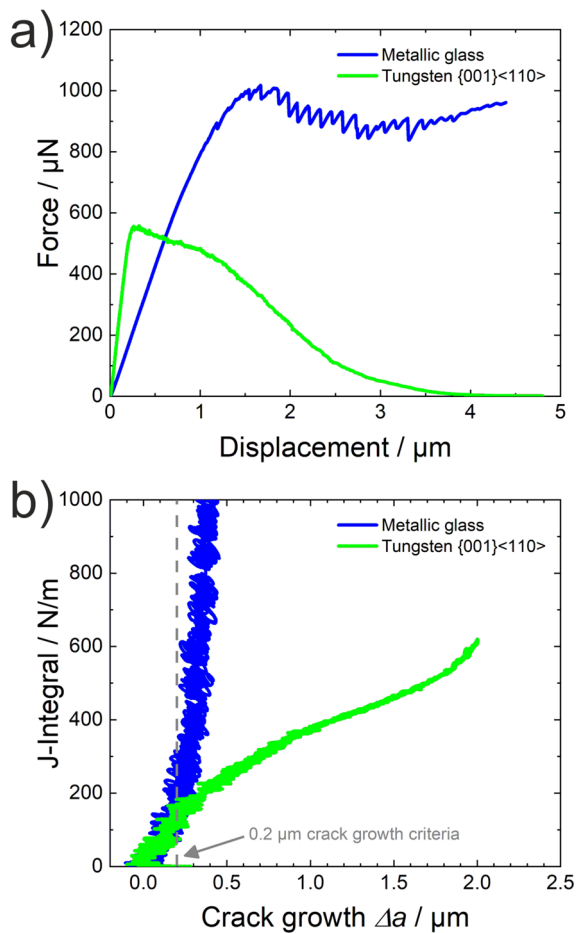 a)
1200
1000
800
600
400
200
0
Force / µN
Metallic glass
Tungsten {001}<110>
0 1 2 3 4 5
Displacement / µm
b)
1000
800
600
400
200
0
J-Integral / N/m
Metallic glass
Tungsten {001}<110>
0.2 µm crack growth criteria
0.0 0.5 1.0 1.5 2.0 2.5
Crack growth Δa / µm